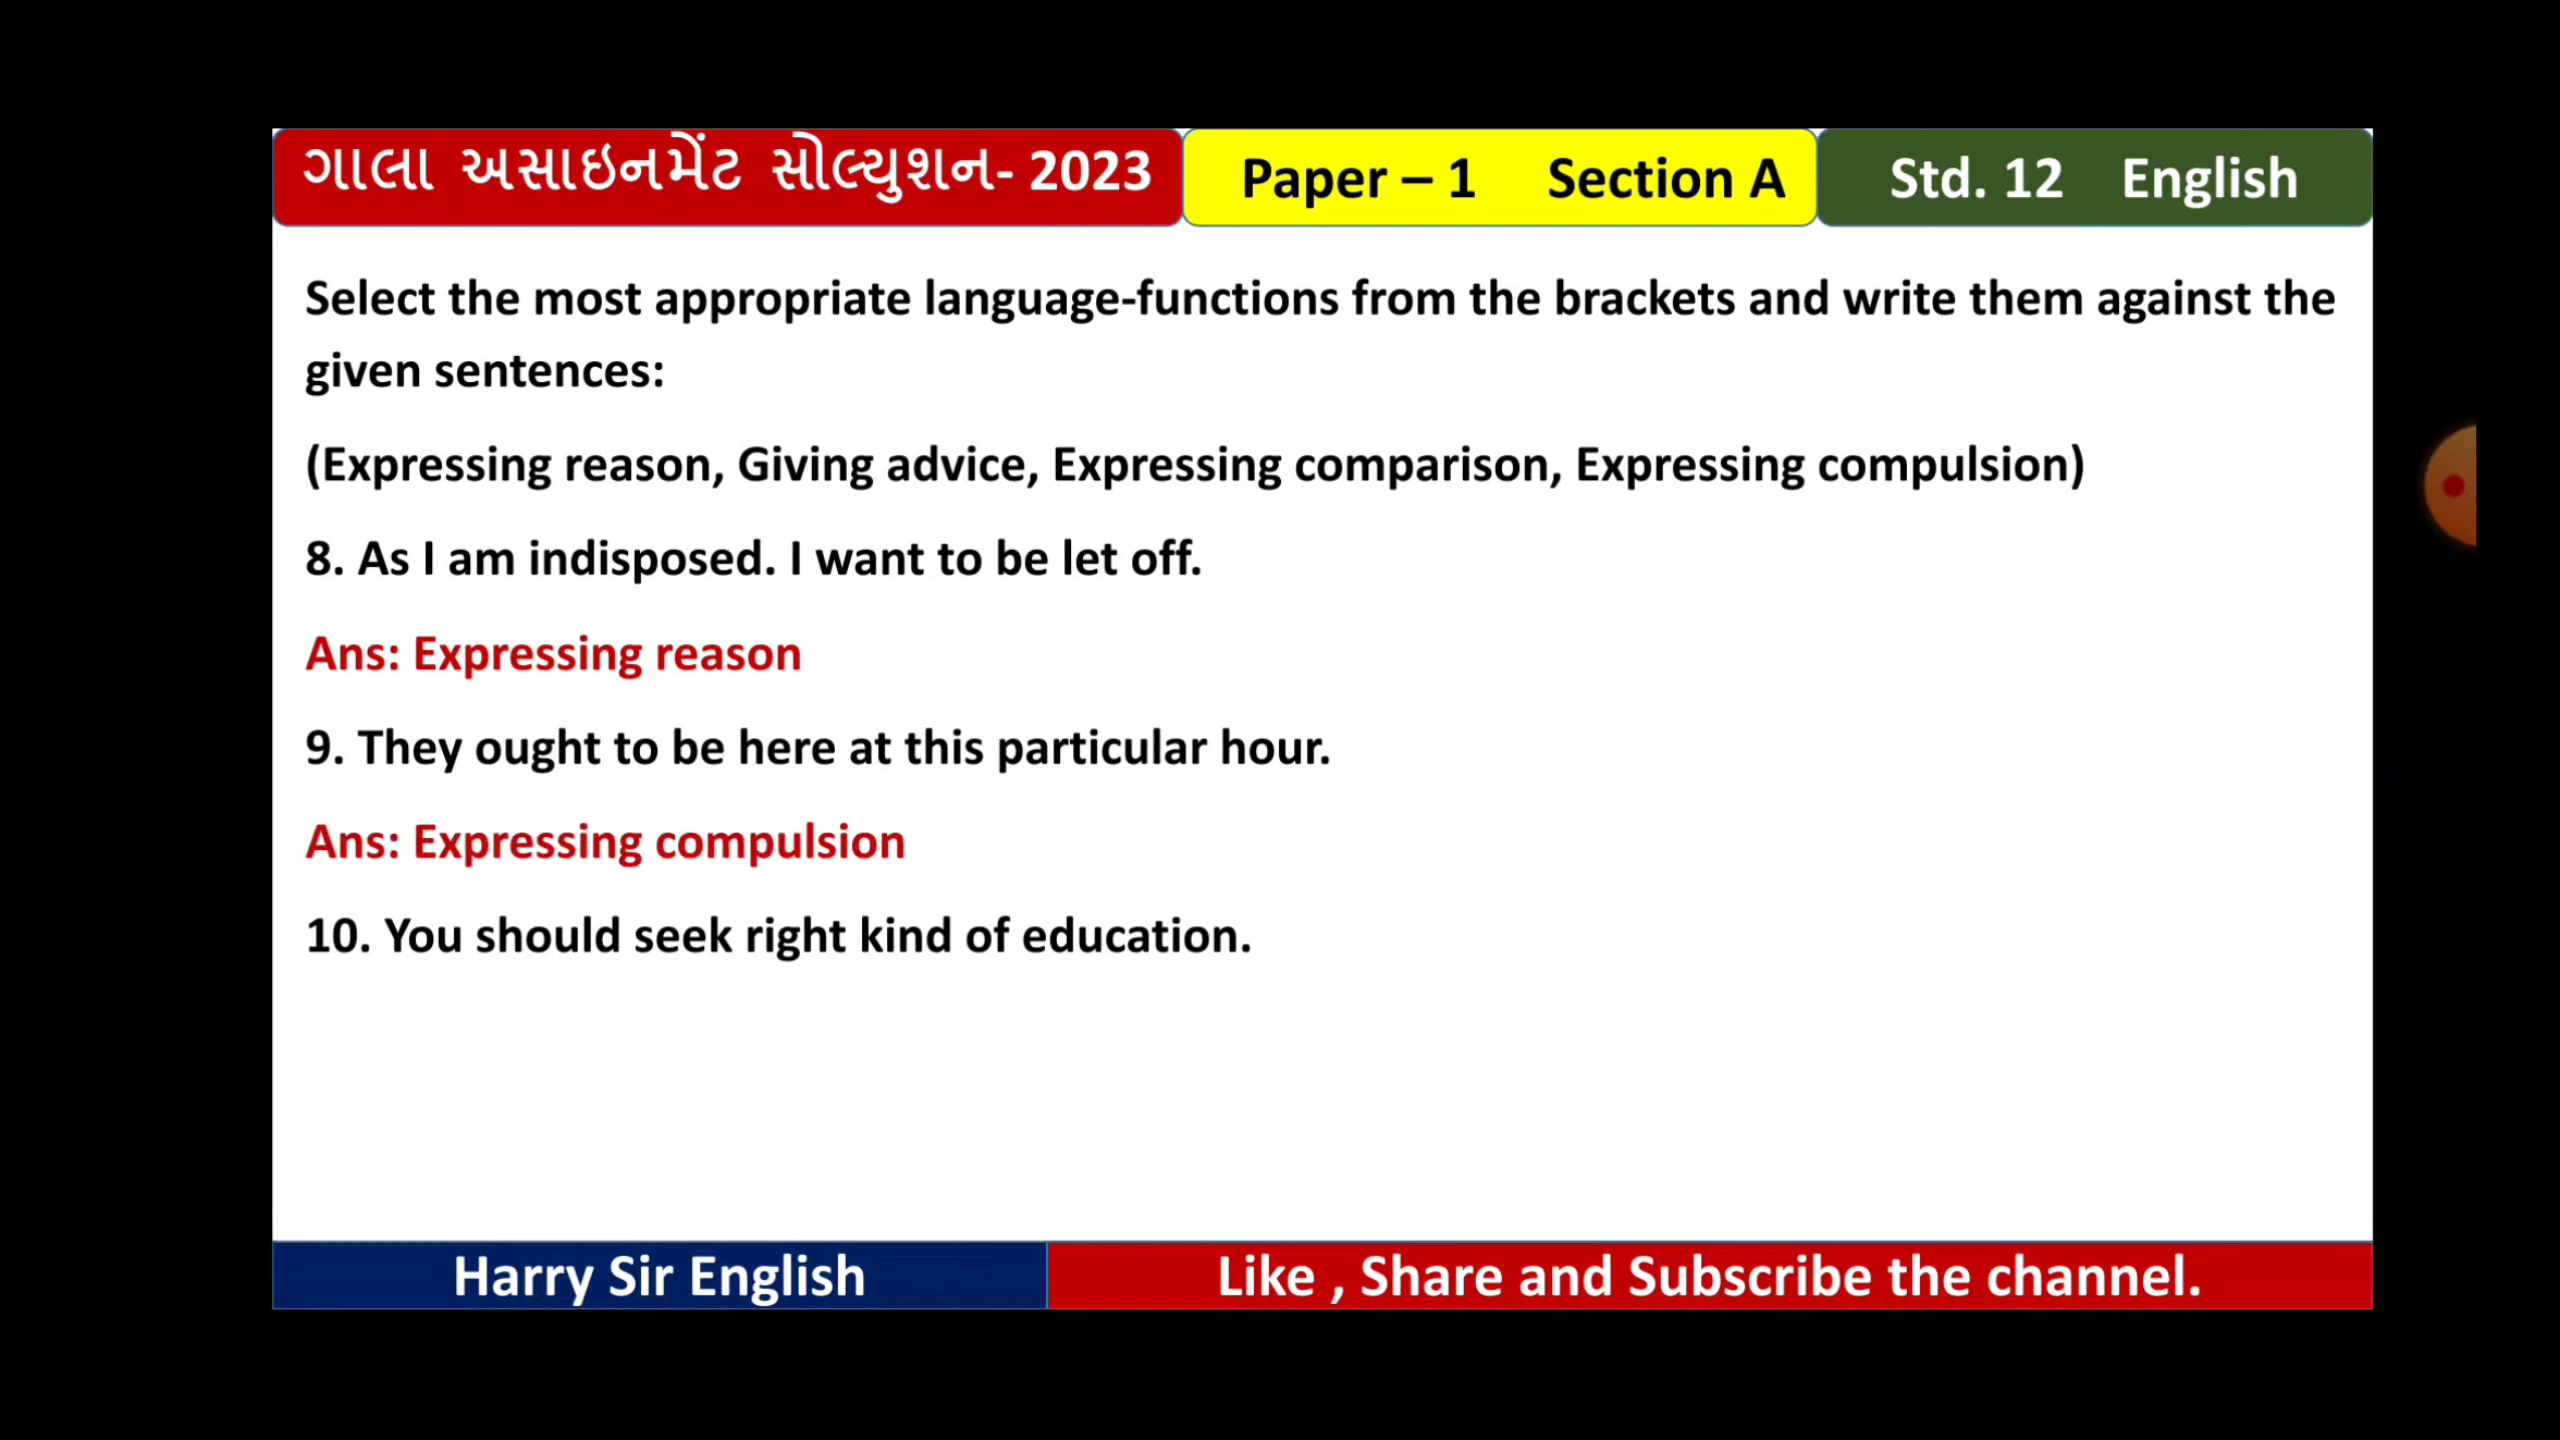 ગાલા અસાઇનમેંટ સોલ્યુશન- 2023
Paper – 1 Section A
Std. 12 English
Select the most appropriate language-functions from the brackets and write them against the
given sentences:
(Expressing reason, Giving advice, Expressing comparison, Expressing compulsion)
8. As I am indisposed. I want to be let off.
Ans: Expressing reason
9. They ought to be here at this particular hour.
Ans: Expressing compulsion
10. You should seek right kind of education.
Harry Sir English
Like , Share and Subscribe the channel.